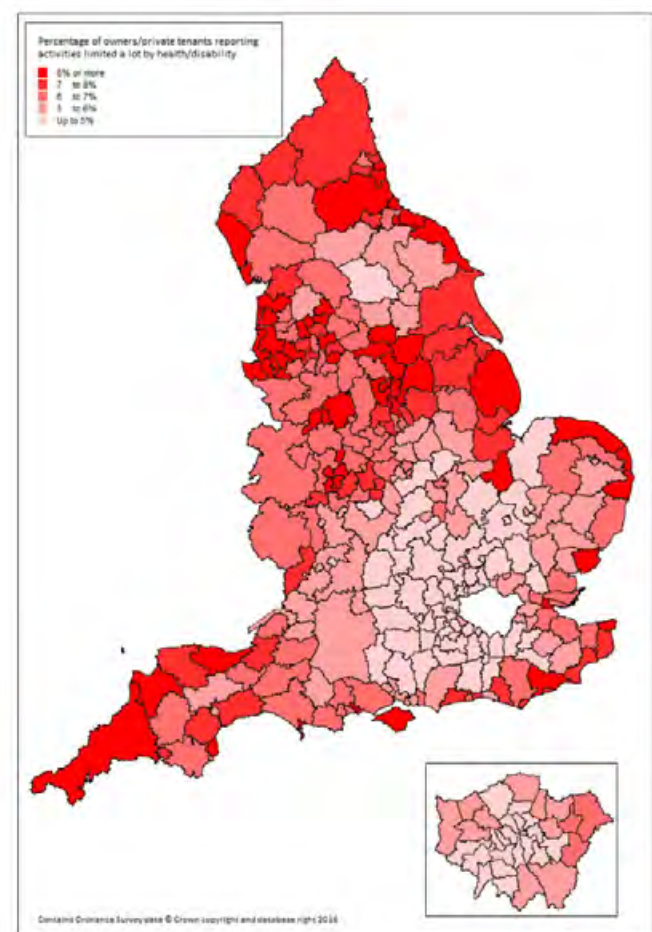 Percentage of owners/private tenants reporting
activities limited a lot by health/disability
8% or more
7 to 8%
6 to 7%
5 to 6%
Up to 5%
Contains Ordnance Survey data © Crown copyright and database right 2016